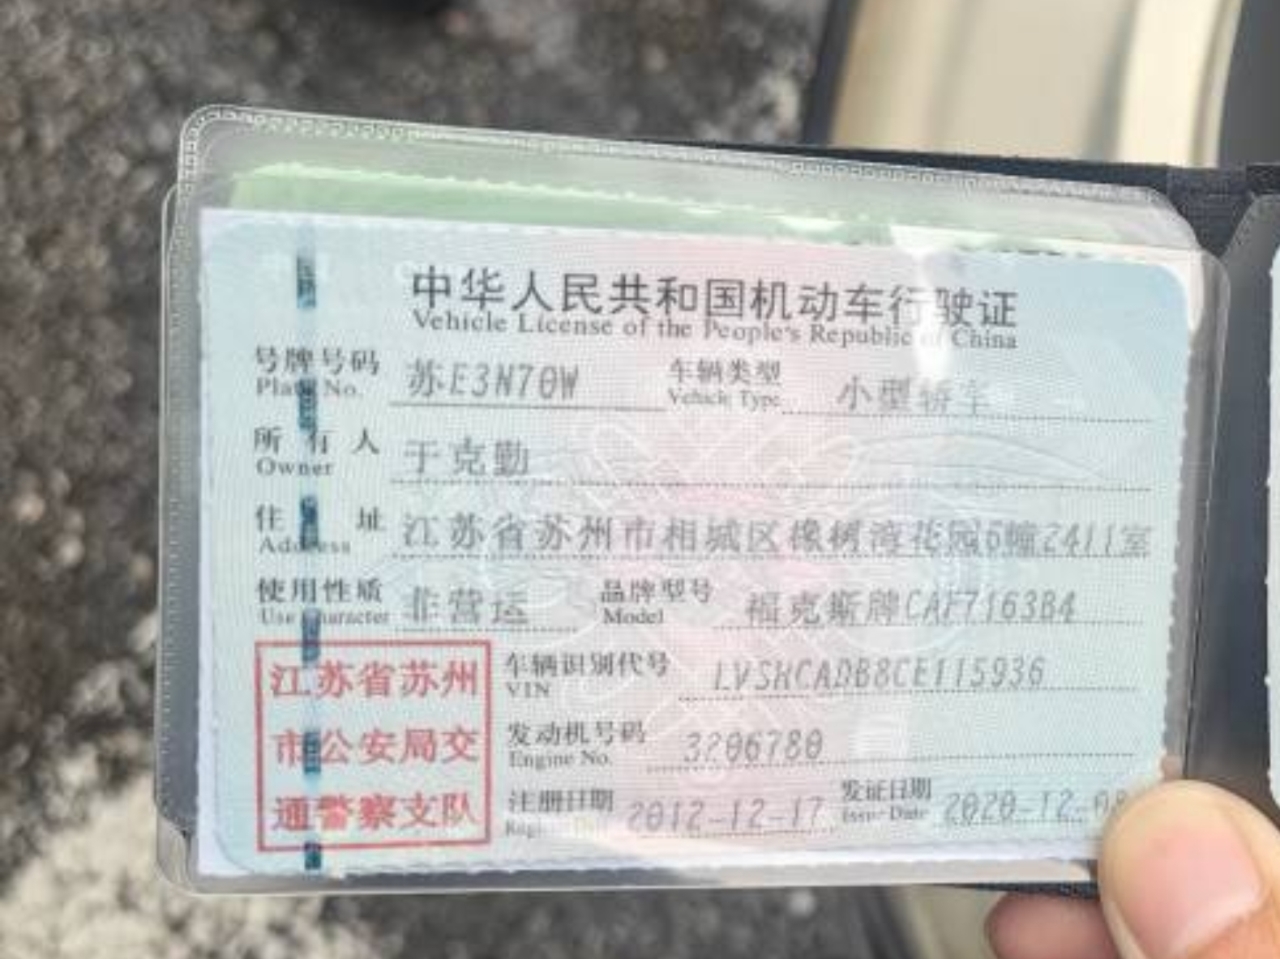 中华人民共和国机动车行驶证
Vehicle License of the People's Republic of China
号牌号码 苏E3N70W 车辆类型 小型轿车
Plate No. Vehicle Type
所有人 于克勤
Owner
住址 江苏省苏州市相城区橡树湾花园6幢2411室
Address
使用性质 非营运 品牌型号 福克斯牌CAF7163B4
Use Character Model
江苏省苏州 车辆识别代号 LVSHCADB8CE115936
VIN
市公安局交 发动机号码 3206780
Engine No.
通警察支队 注册日期 2012-12-17 发证日期 2020-12-08
Issue Date